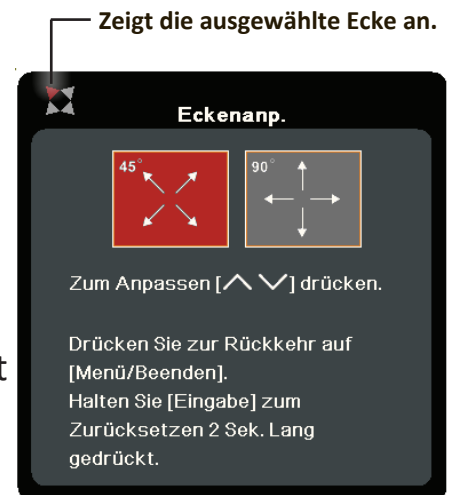 Zeigt die ausgewählte Ecke an.
Eckenanp.
45° 90°
Zum Anpassen [∧ ∨] drücken.
Drücken Sie zur Rückkehr auf
t
[Menü/Beenden].
Halten Sie [Eingabe] zum
Zurücksetzen 2 Sek. Lang
gedrückt.